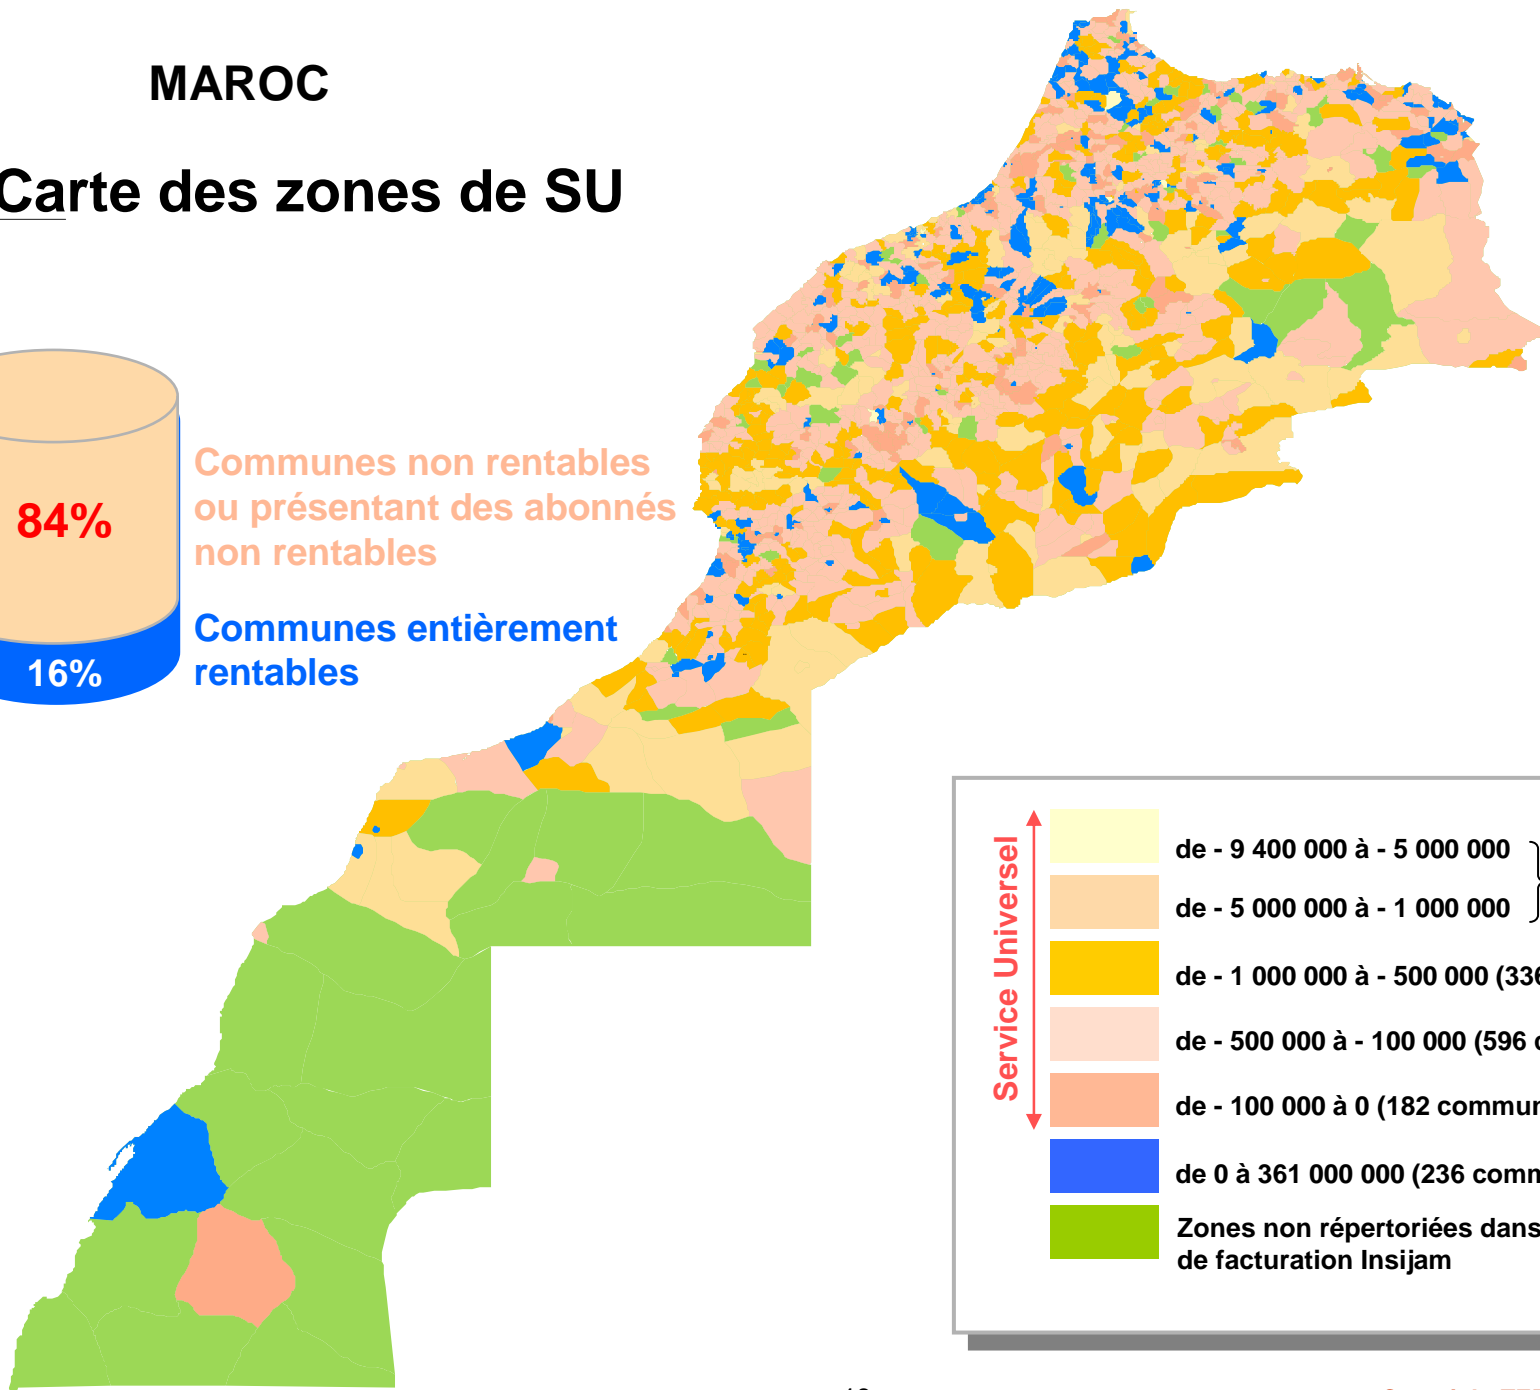 MAROC
Carte des zones de SU
Communes non rentables
ou présentant des abonnés
non rentables
84%
Communes entièrement
rentables
16%
Service Universel
de - 9 400 000 à - 5 000 000
de - 5 000 000 à - 1 000 000
de - 1 000 000 à - 500 000 (336
de - 500 000 à - 100 000 (596
de - 100 000 à 0 (182
de 0 à 361 000 000 (236
Zones non répertoriées dans
de facturation Insijam